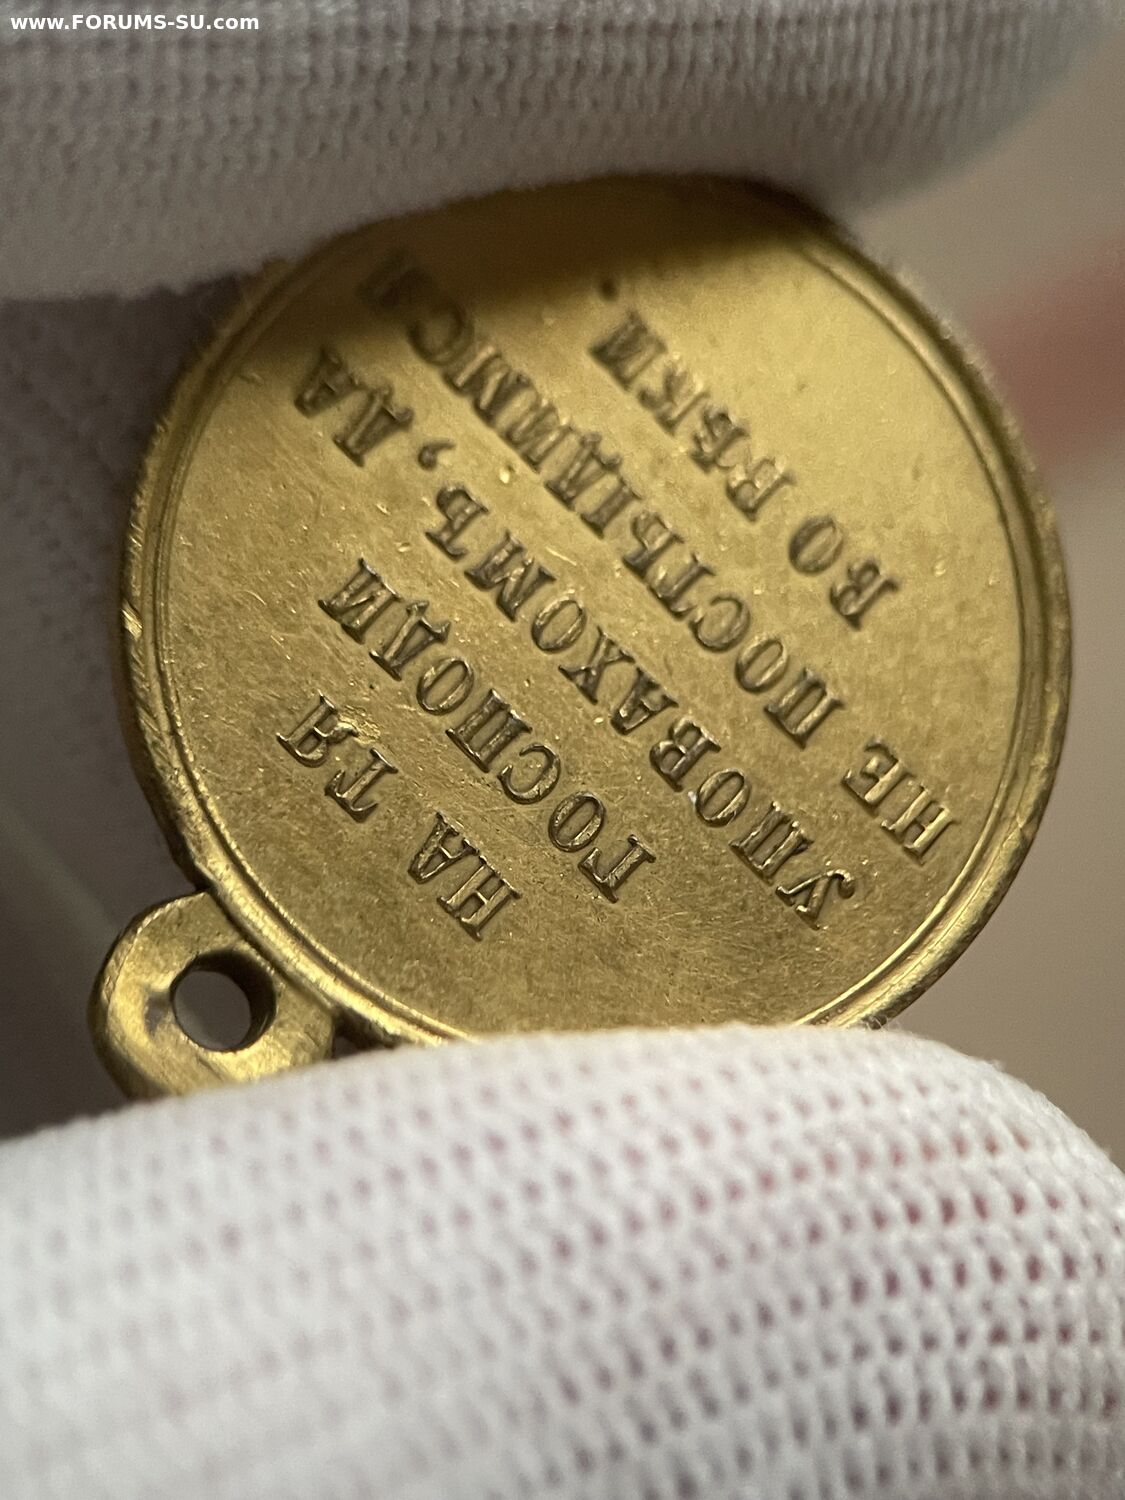 www.FORUMS-SU.com
НА ТЯ
ГОСПОДИ
УПОВАХОМЪ, ДА
НЕ ПОСТЫДИМСЯ
ВО ВѢКИ.